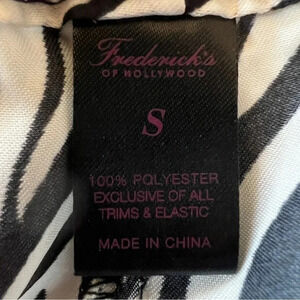 Frederick's
OF HOLLYWOOD
S
100% POLYESTER
EXCLUSIVE OF ALL
TRIMS & ELASTIC
MADE IN CHINA